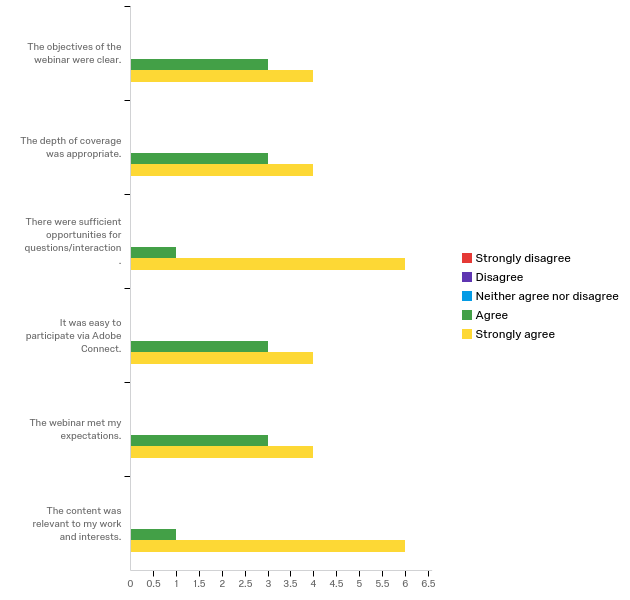 The objectives of the
webinar were clear.
The depth of coverage
was appropriate.
There were sufficient
opportunities for
questions/interaction
.
It was easy to
participate via Adobe
Connect.
The webinar met my
expectations.
The content was
relevant to my work
and interests.
0 0.5 1 1.5 2 2.5 3 3.5 4 4.5 5 5.5 6 6.5
Strongly disagree
Disagree
Neither agree nor disagree
Agree
Strongly agree